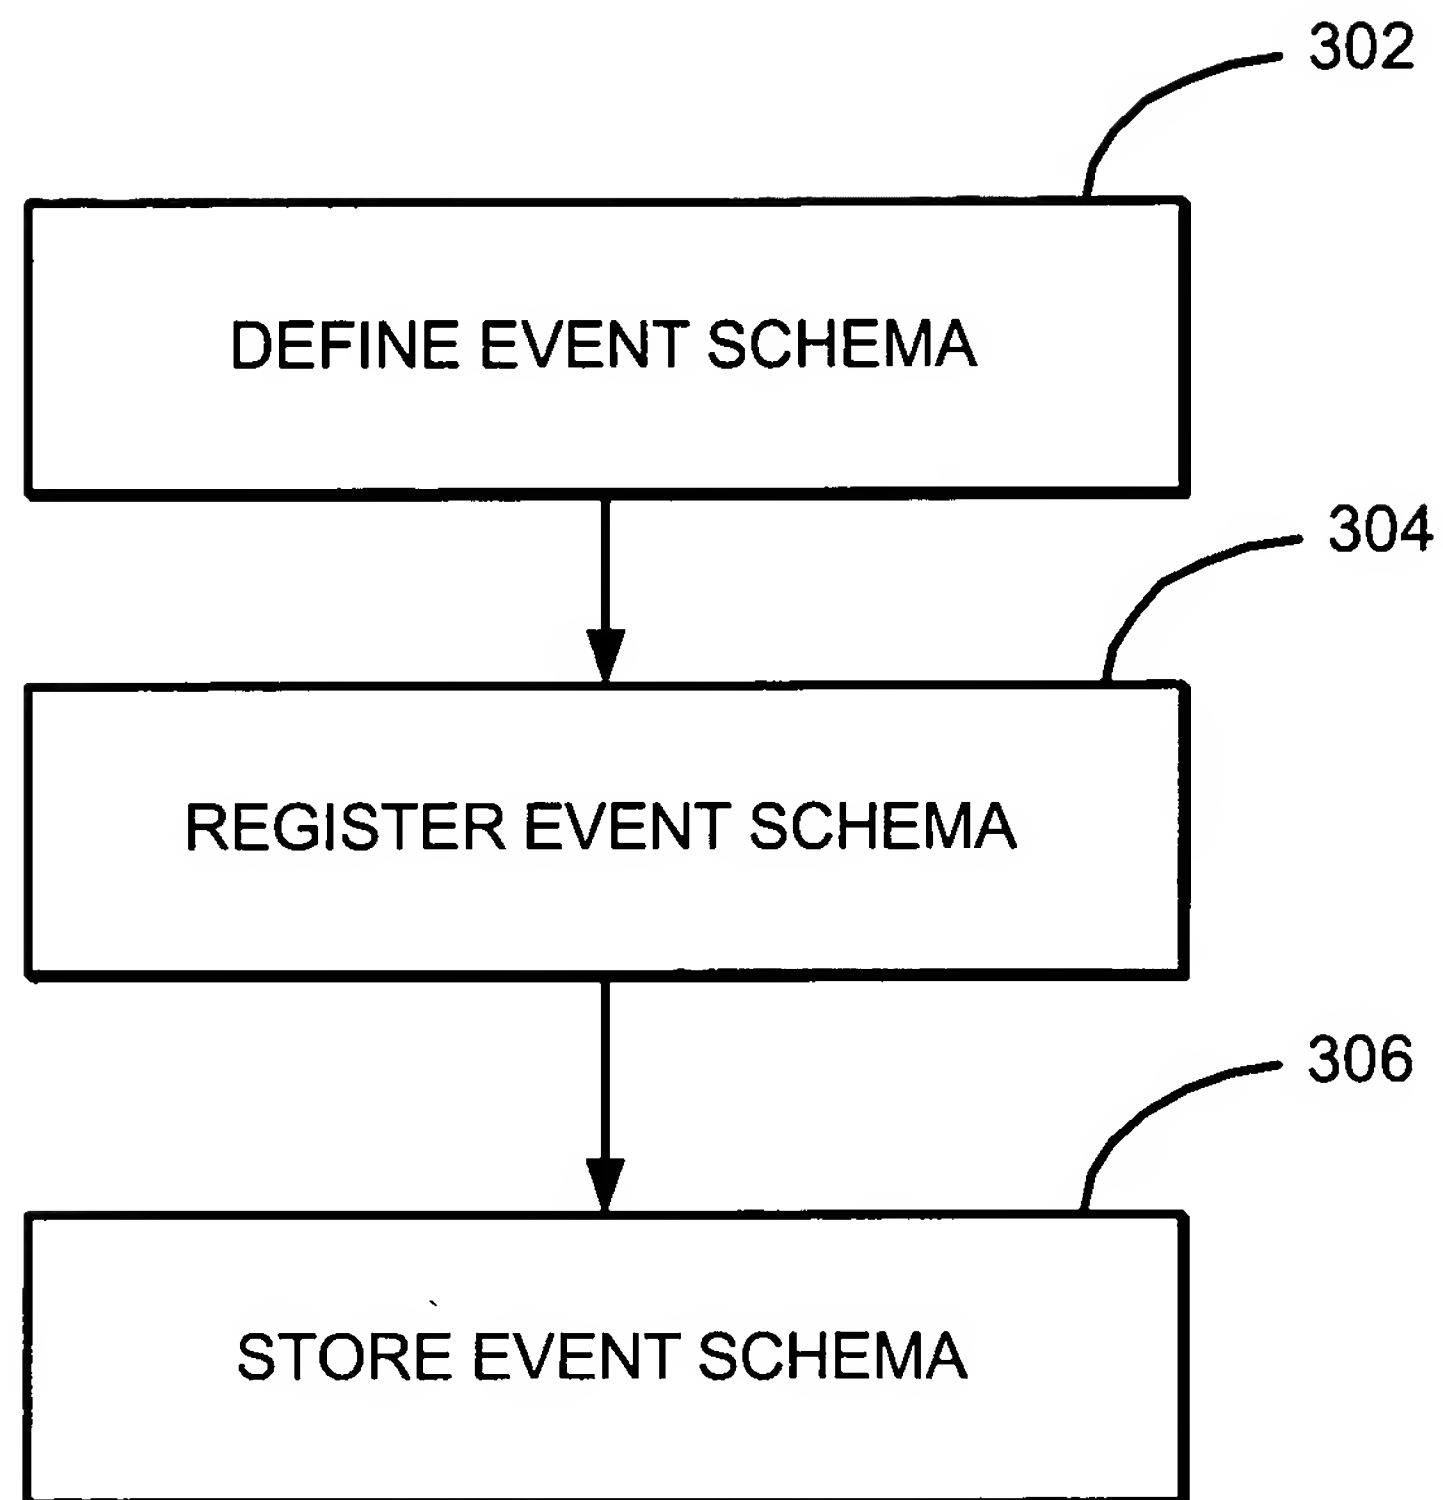 302
DEFINE EVENT SCHEMA
304
REGISTER EVENT SCHEMA
306
STORE EVENT SCHEMA